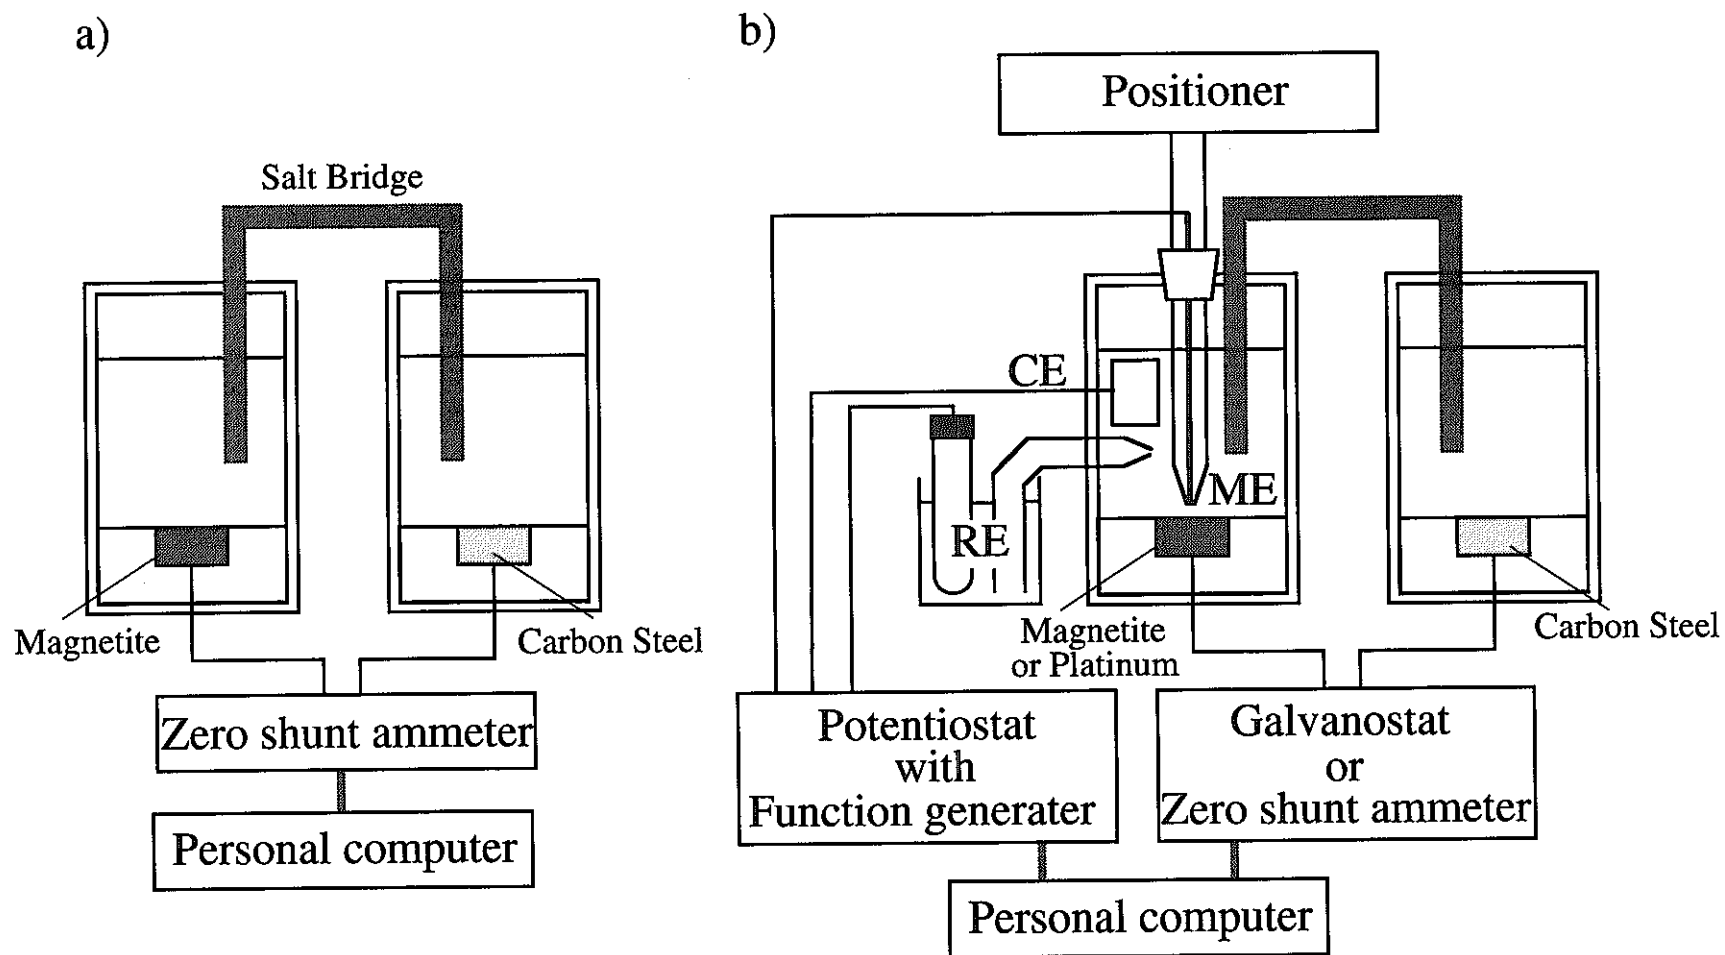 a)
Salt Bridge
Magnetite
Carbon Steel
Zero shunt ammeter
Personal computer
b)
Positioner
CE
ME
RE
Magnetite
or Platinum
Carbon Steel
Potentiostat
with
Function generater
Galvanostat
or
Zero shunt ammeter
Personal computer